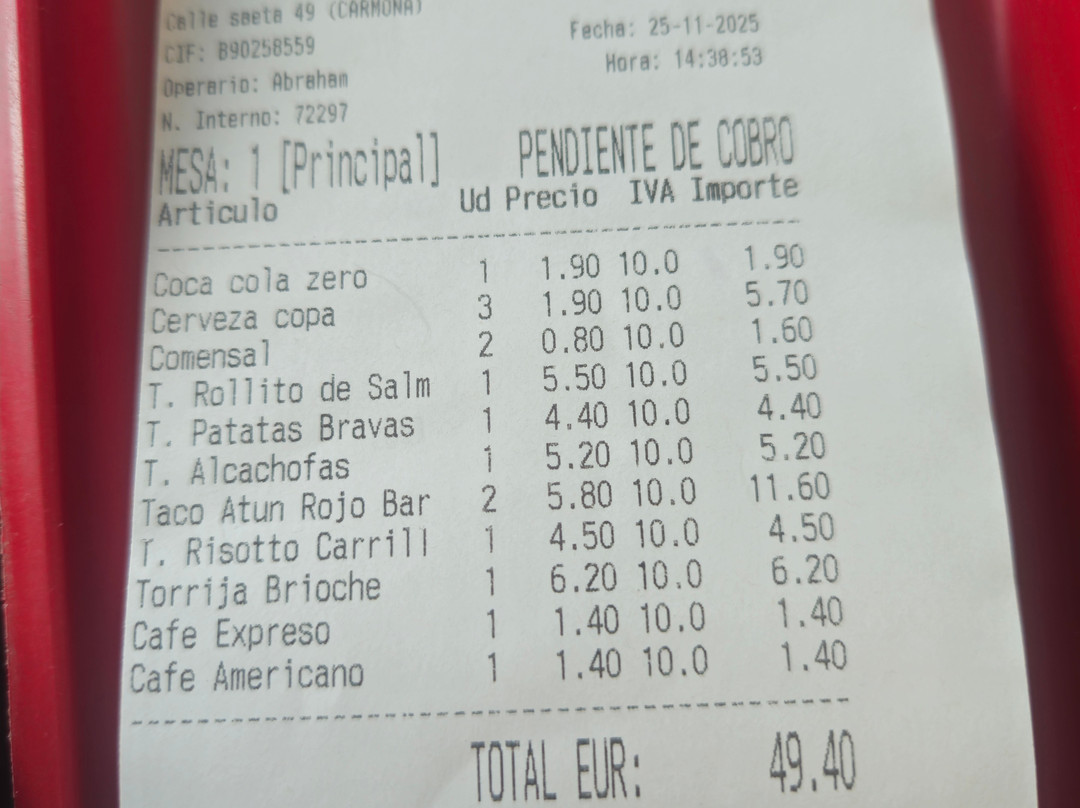 Calle saeta 49 (CARMONA)
CIF: B90258559
Fecha: 25-11-2025
Operario: Abraham
Hora: 14:38:53
N. Interno: 72297
MESA: 1 [Principal] PENDIENTE DE COBRO
Articulo Ud Precio IVA Importe
Coca cola zero 1 1.90 10.0 1.90
Cerveza copa 3 1.90 10.0 5.70
Comensal 2 0.80 10.0 1.60
T. Rollito de Salm 1 5.50 10.0 5.50
T. Patatas Bravas 1 4.40 10.0 4.40
T. Alcachofas 1 5.20 10.0 5.20
Taco Atun Rojo Bar 2 5.80 10.0 11.60
T. Risotto Carrill 1 4.50 10.0 4.50
Torrija Brioche 1 6.20 10.0 6.20
Cafe Expreso 1 1.40 10.0 1.40
Cafe Americano 1 1.40 10.0 1.40
TOTAL EUR: 49.40